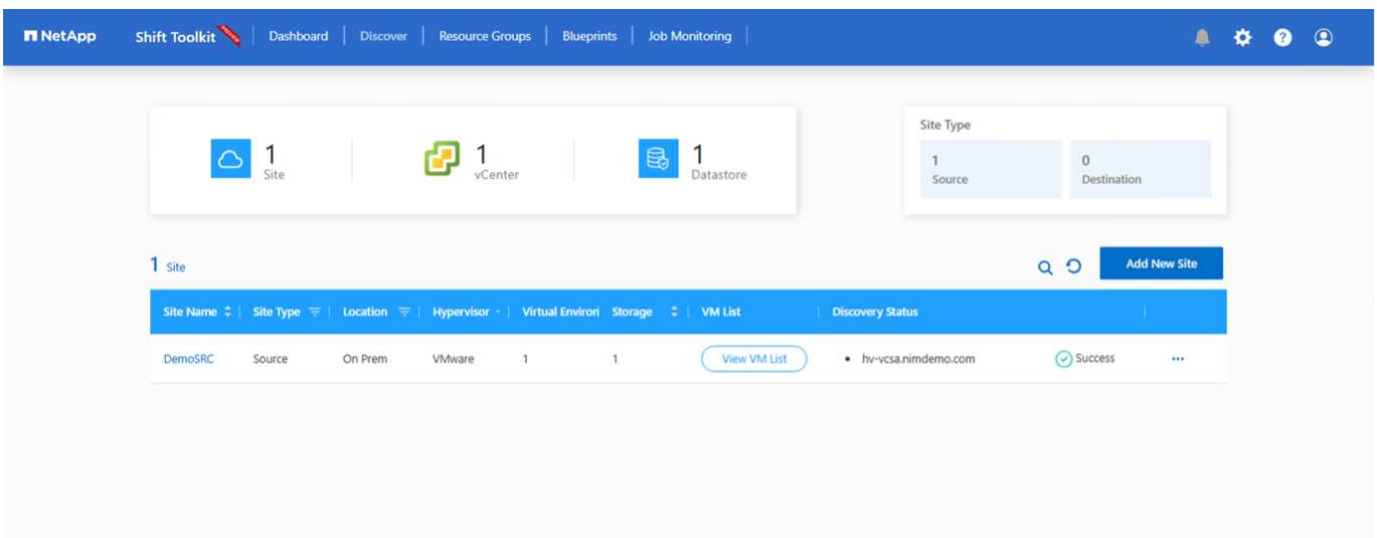 NetApp Shift Toolkit Dashboard Discover Resource Groups Blueprints Job Monitoring ?
1
Site
1
vCenter
1
Datastore
Site Type
1
Source
0
Destination
1 Site
Add New Site
Site Name Site Type Location Hypervisor Virtual Environ Storage VM List Discovery Status
DemoSRC Source On Prem VMware 1 1 View VM List • hv-vcsa.nimdemo.com Success ...